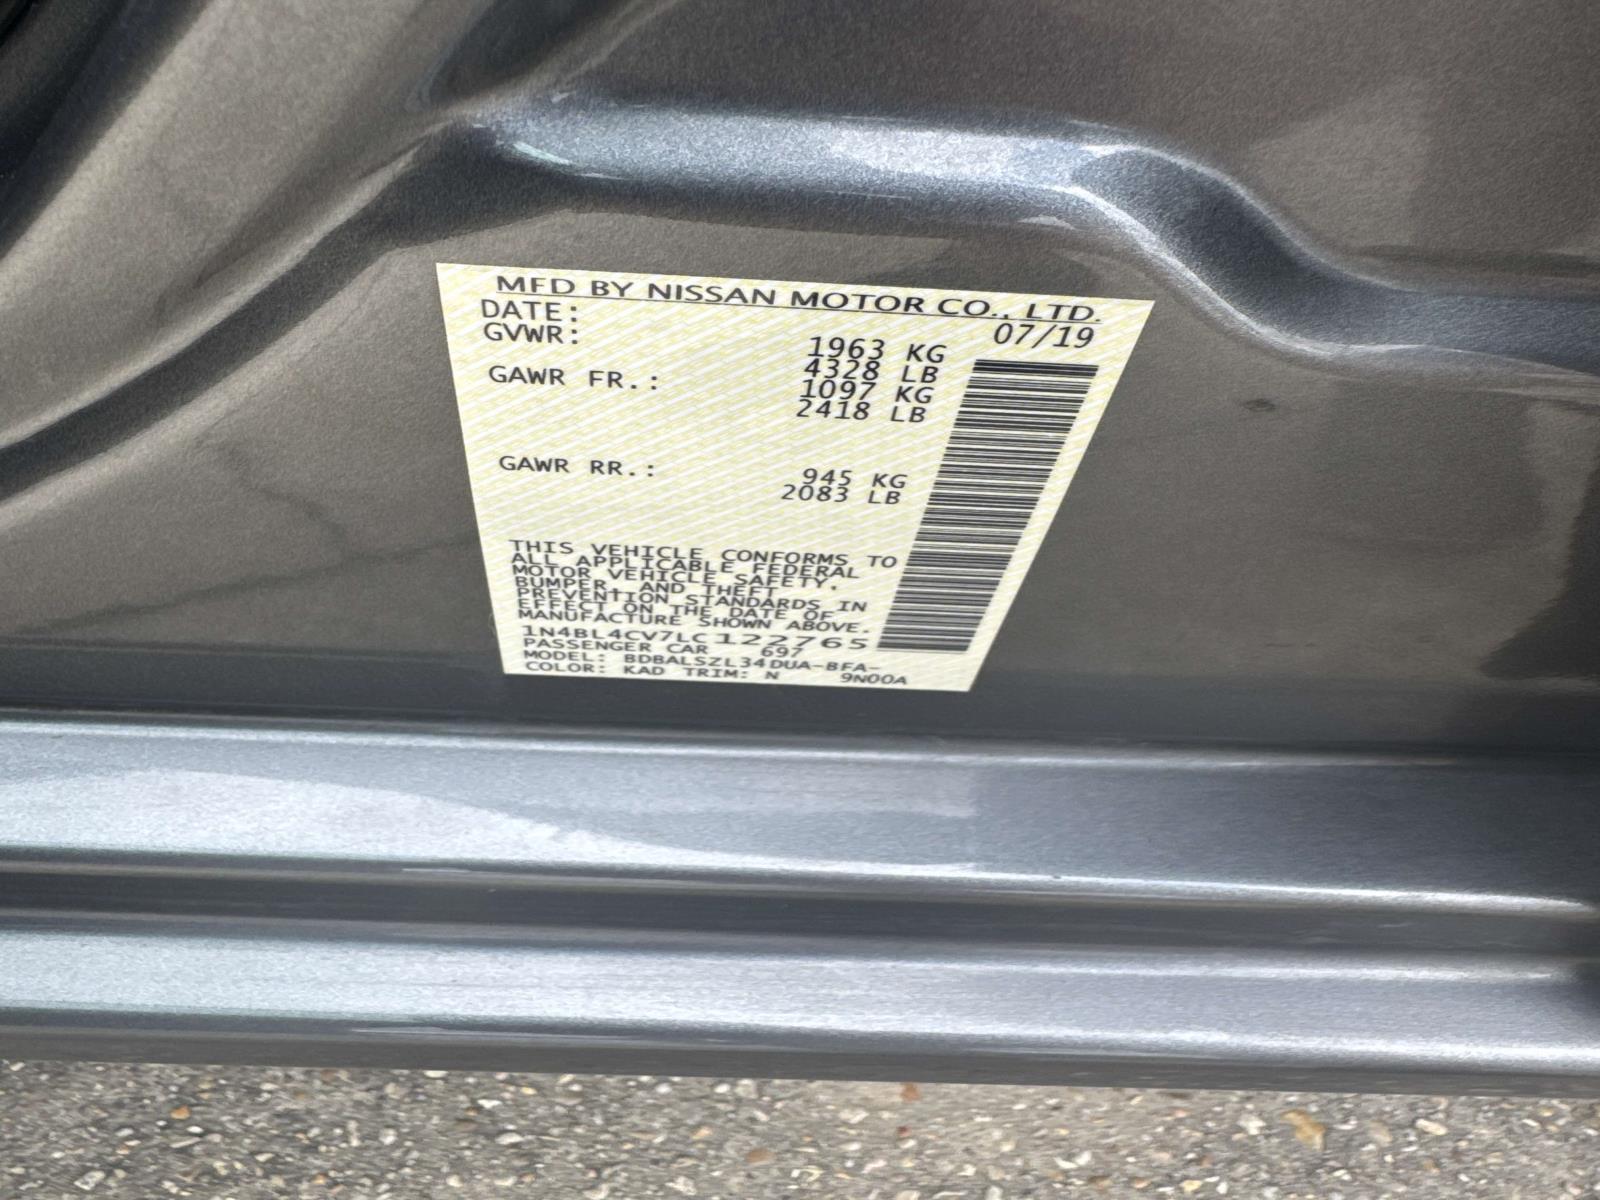 MFD BY NISSAN MOTOR CO., LTD.
DATE: 07/19
GVWR: 1963 KG
4328 LB
GAWR FR.: 1097 KG
2418 LB
GAWR RR.: 945 KG
2083 LB
THIS VEHICLE CONFORMS TO
ALL APPLICABLE FEDERAL
MOTOR VEHICLE SAFETY,
BUMPER, AND THEFT
PREVENTION STANDARDS IN
EFFECT ON THE DATE OF
MANUFACTURE SHOWN ABOVE.
1N4BL4CV7LC122765
PASSENGER CAR 697
MODEL: BDBALSZL34DUA-BFA-
COLOR: KAD TRIM: N 9N00A